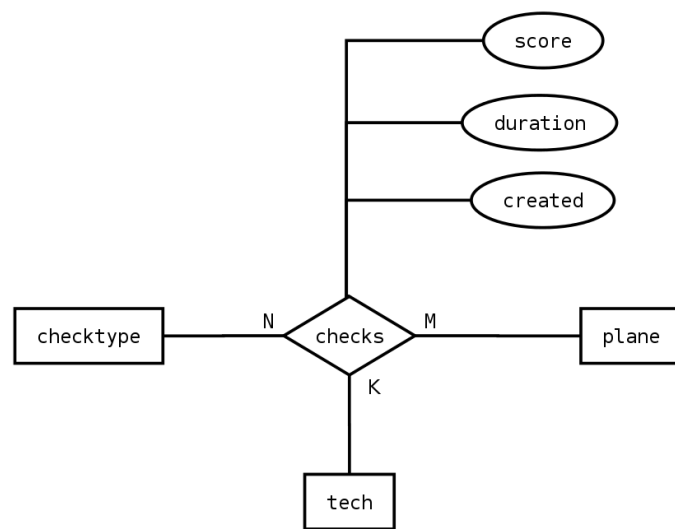 score
duration
created
N
M
checktype
checks
plane
K
tech